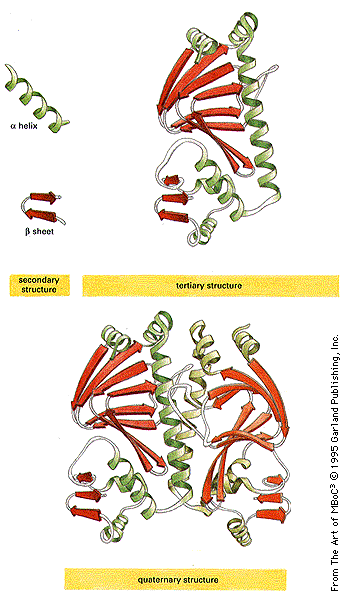 α helix
β sheet
secondary
structure
tertiary structure
quaternary structure
From The Art of MBoC³ © 1995 Garland Publishing, Inc.